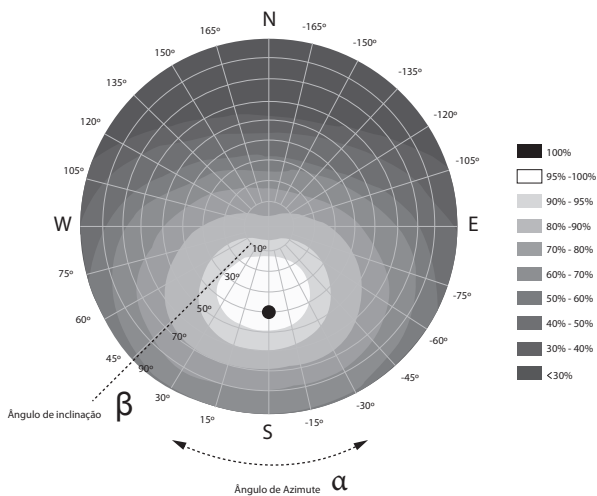 N
165º
-165º
150º
-150º
135º
-135º
120º
-120º
105º
-105º
W
E
75º
-75º
60º
-60º
45º
-45º
30º
-30º
15º
-15º
S
10º
30º
50º
70º
90º
Ângulo de inclinação β
Ângulo de Azimute α
100%
95% -100%
90% - 95%
80% -90%
70% - 80%
60% - 70%
50% - 60%
40% - 50%
30% - 40%
<30%